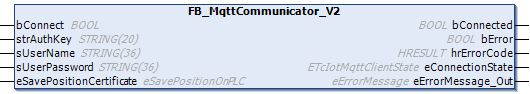 FB_MqttCommunicator_V2
bConnect BOOL BOOL bConnected
strAuthKey STRING(20) BOOL bError
sUserName STRING(36) HRESULT hrErrorCode
sUserPassword STRING(36) ETcIotMqttClientState eConnectionState
eSavePositionCertificate eSavePositionOnPLC eErrorMessage eErrorMessage_Out